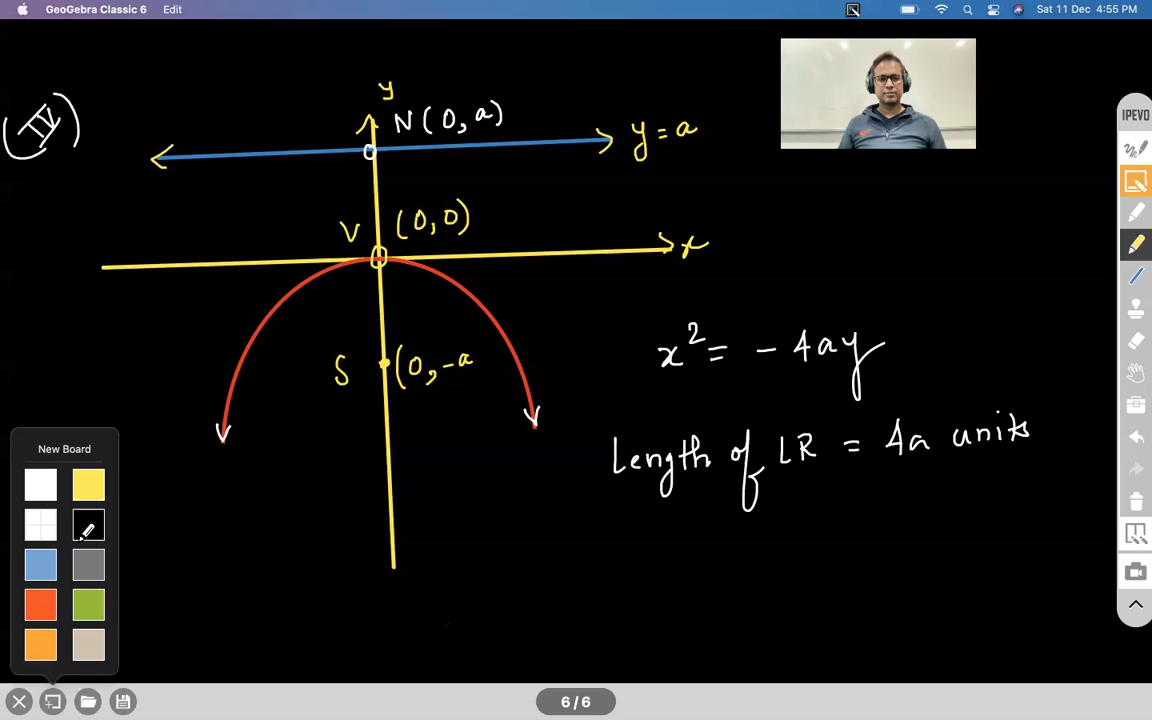 GeoGebra Classic 6 Edit
Sat 11 Dec 4:55 PM
(IV)
y
N(0, a)
y = a
IPEVO
V (0, 0)
x
x² = - 4ay
S (0, -a
Length of LR = 4a units
New Board
6/6